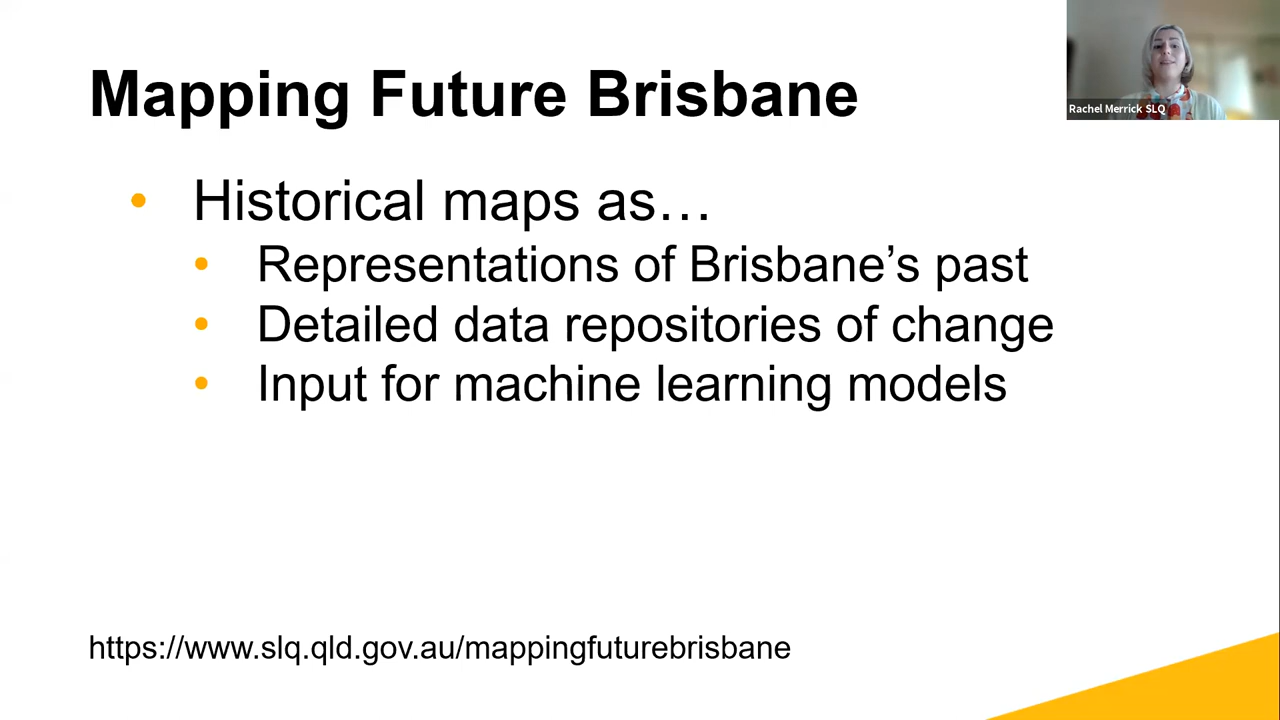 Mapping Future Brisbane
Rachel Merrick SLQ
• Historical maps as…
• Representations of Brisbane’s past
• Detailed data repositories of change
• Input for machine learning models
https://www.slq.qld.gov.au/mappingfuturebrisbane